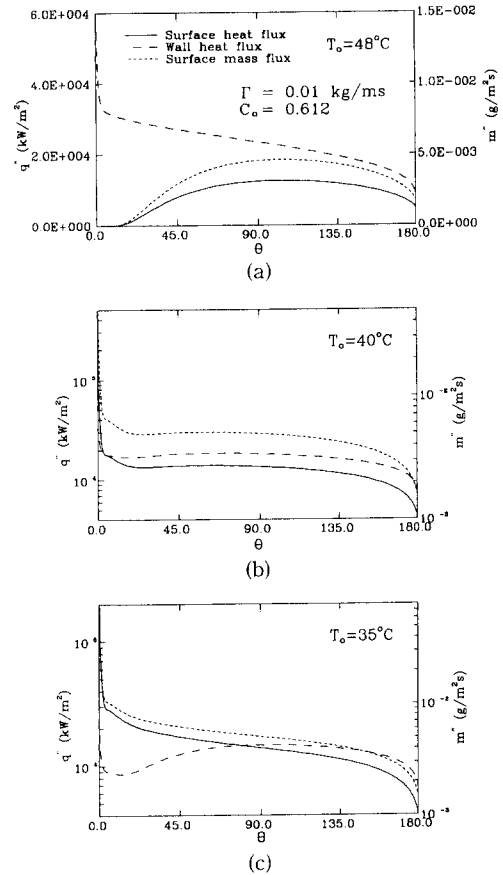 6.0E+004
4.0E+004
2.0E+004
0.0E+000
q" (kW/m²)
Surface heat flux
Wall heat flux
Surface mass flux
T₀=48°C
Γ = 0.01 kg/ms
C₀ = 0.612
1.5E-002
1.0E-002
5.0E-003
0.0E+000
m" (g/m²s)
0.0 45.0 90.0 135.0 180.0
θ
(a)
T₀=40°C
q" (kW/m²)
10⁴
m" (g/m²s)
10⁻²
0.0 45.0 90.0 135.0 180.0
θ
(b)
T₀=35°C
q" (kW/m²)
10⁻²
m" (g/m²s)
10⁻³
0.0 45.0 90.0 135.0 180.0
θ
(c)